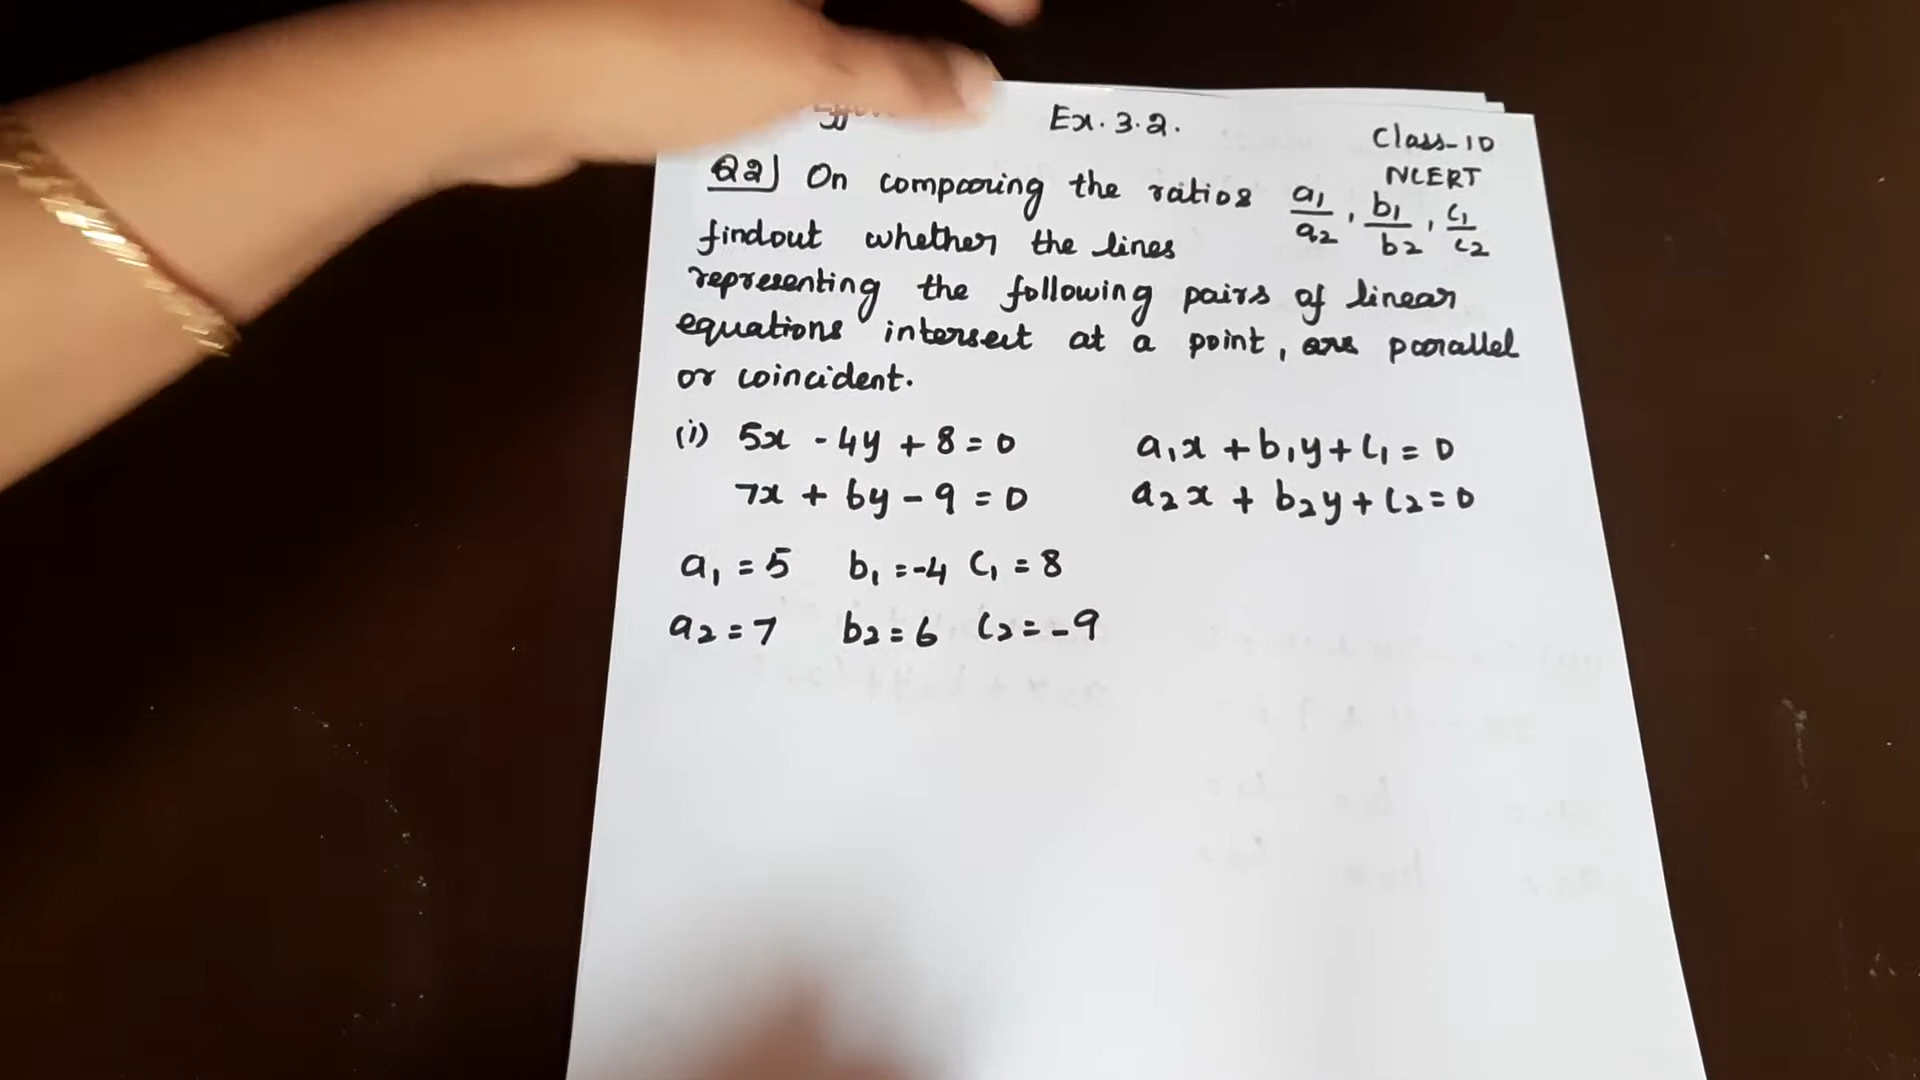 Ex. 3.2.
Class-10
NCERT
Q2) On comparing the ratios a₁/a₂, b₁/b₂, c₁/c₂
findout whether the lines
representing the following pairs of linear
equations intersect at a point, are parallel
or coincident.
(i) 5x - 4y + 8 = 0 a₁x + b₁y + c₁ = 0
7x + 6y - 9 = 0 a₂x + b₂y + c₂ = 0
a₁ = 5 b₁ = -4 c₁ = 8
a₂ = 7 b₂ = 6 c₂ = -9